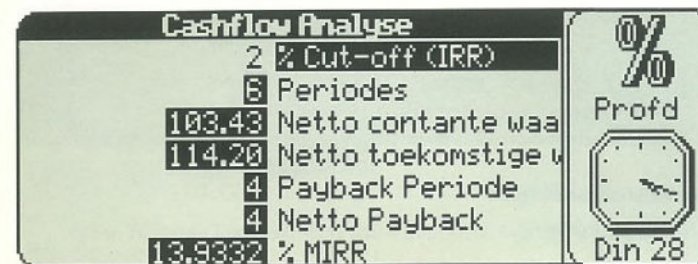 Cashflow Analyse
2 % Cut-off (IRR)
6 Periodes
103.43 Netto contante waa
114.20 Netto toekomstige w
4 Payback Periode
4 Netto Payback
13.9332 % MIRR
%
Profd
Din 28